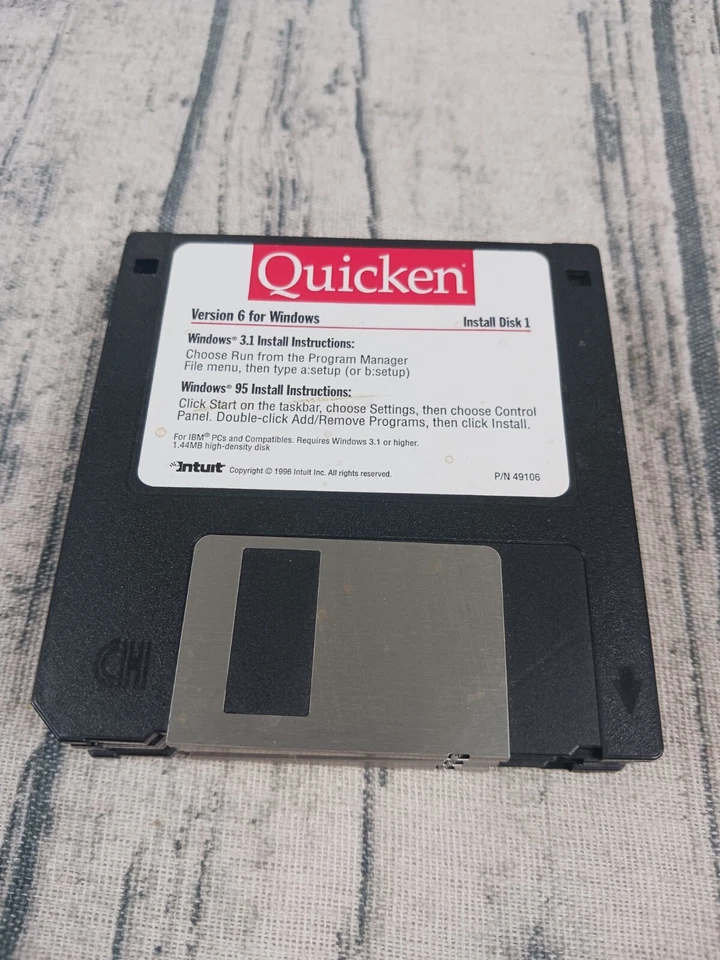 Quicken®
Version 6 for Windows
Install Disk 1
Windows® 3.1 Install Instructions:
Choose Run from the Program Manager
File menu, then type a:setup (or b:setup)
Windows® 95 Install Instructions:
Click Start on the taskbar, choose Settings, then choose Control
Panel. Double-click Add/Remove Programs, then click Install.
For IBM® PCs and Compatibles. Requires Windows 3.1 or higher.
1.44MB high-density disk
Intuit Copyright © 1996 Intuit Inc. All rights reserved.
P/N 49106